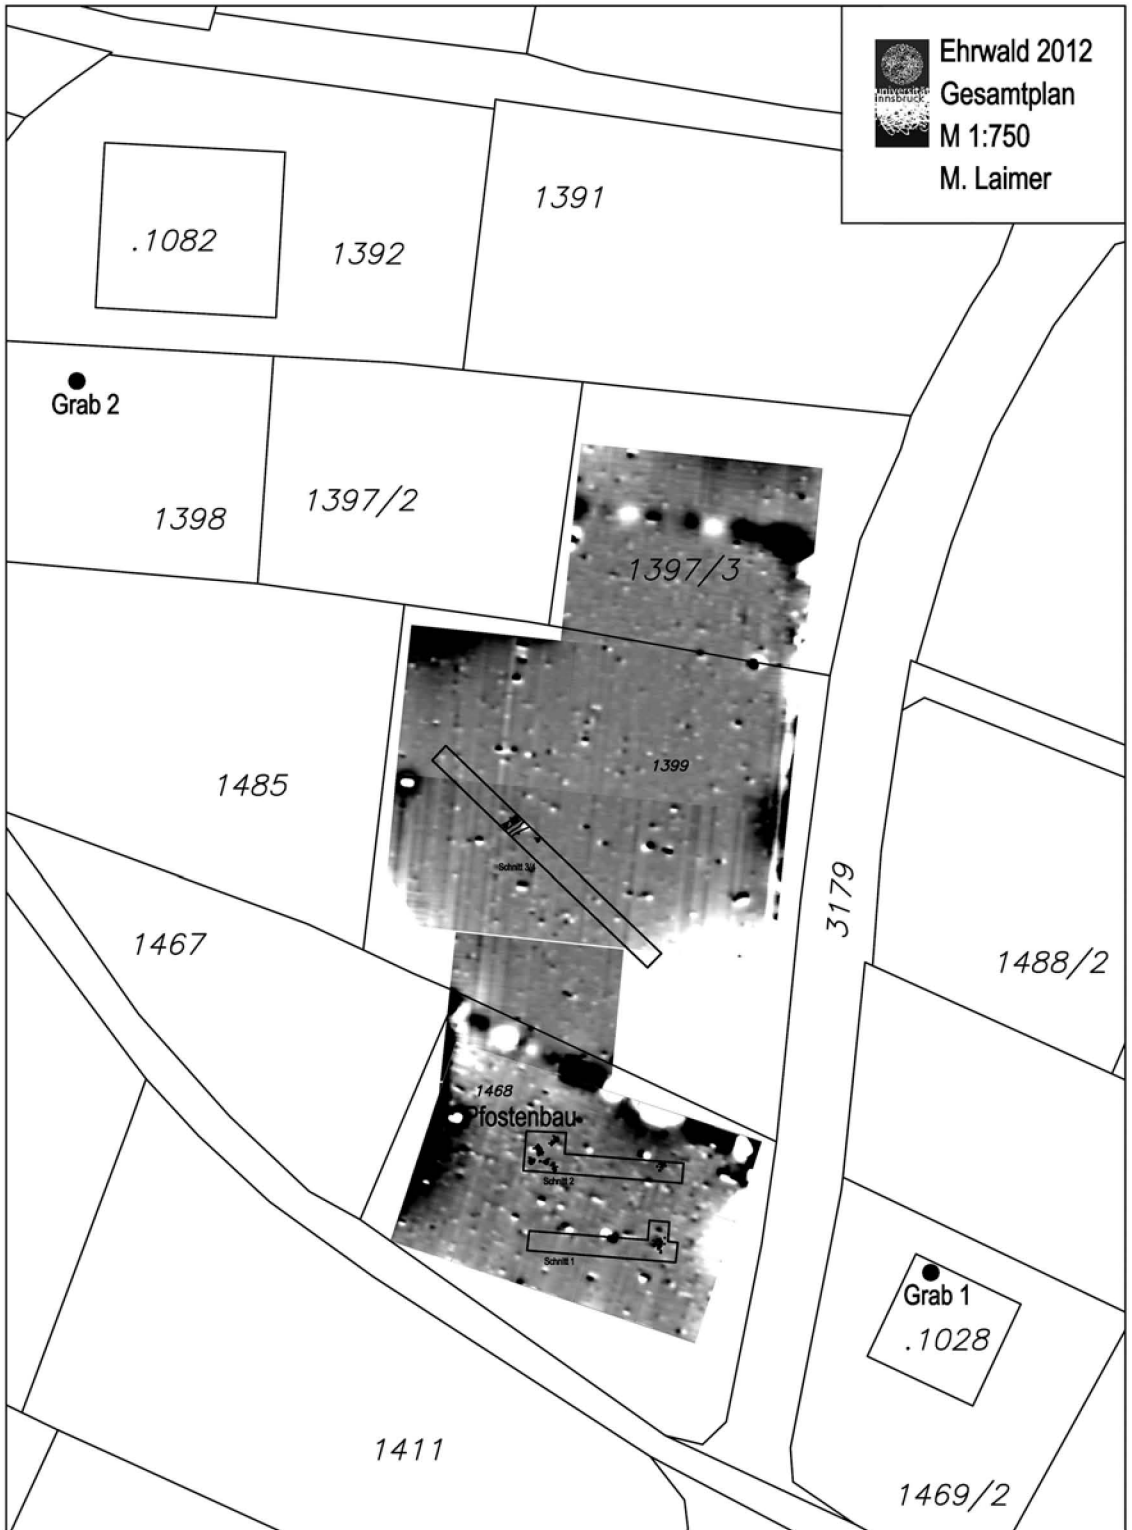 Ehrwald 2012
universität
innsbruck
Gesamtplan
M 1:750
M. Laimer
1391
.1082
1392
Grab 2
1397/2
1398
1397/3
1399
1485
Schnitt 3/4
3179
1467
1488/2
1468
Pfostenbau
Schnitt 2
Schnitt 1
Grab 1
.1028
1411
1469/2